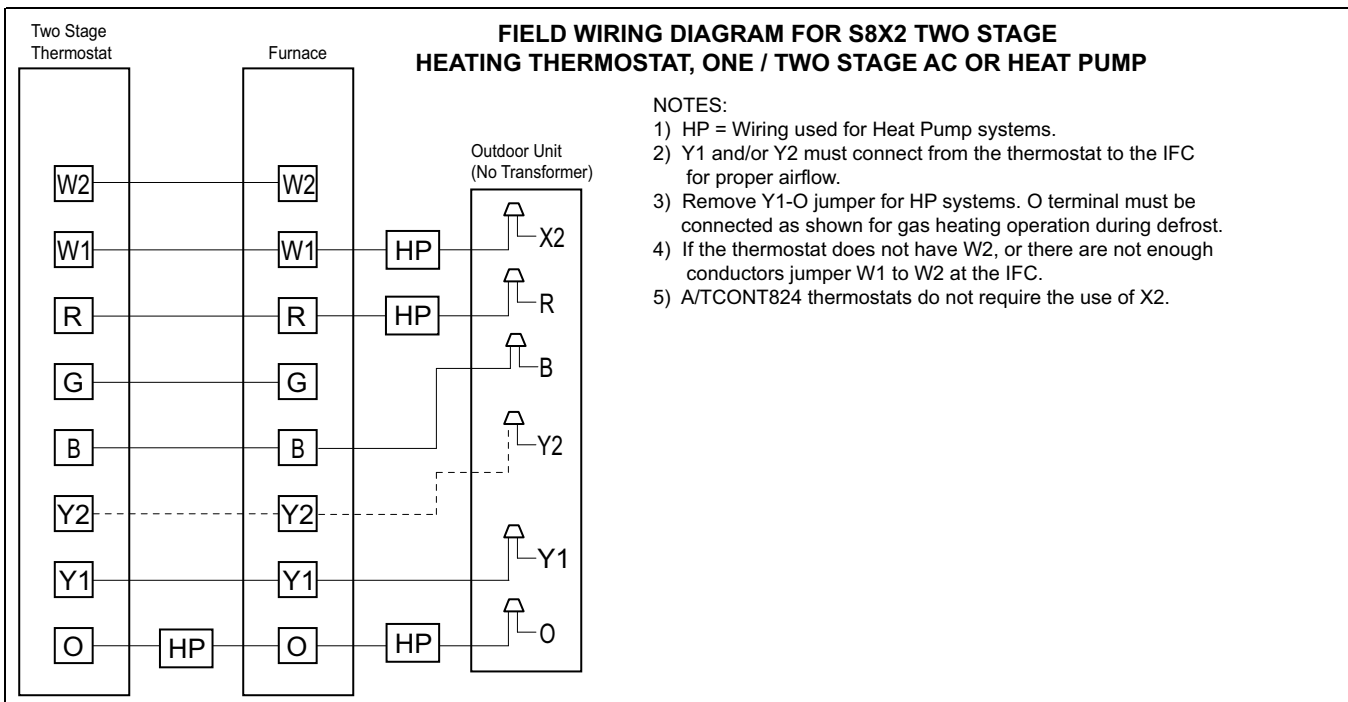 Two Stage
Thermostat
Furnace
FIELD WIRING DIAGRAM FOR S8X2 TWO STAGE
HEATING THERMOSTAT, ONE / TWO STAGE AC OR HEAT PUMP
NOTES:
1) HP = Wiring used for Heat Pump systems.
2) Y1 and/or Y2 must connect from the thermostat to the IFC
for proper airflow.
3) Remove Y1-O jumper for HP systems. O terminal must be
connected as shown for gas heating operation during defrost.
4) If the thermostat does not have W2, or there are not enough
conductors jumper W1 to W2 at the IFC.
5) A/TCONT824 thermostats do not require the use of X2.
Outdoor Unit
(No Transformer)
W2 W2
W1 W1 HP X2
R R HP R
G G
B B B
Y2 Y2 Y2
Y1 Y1 Y1
O HP O HP O